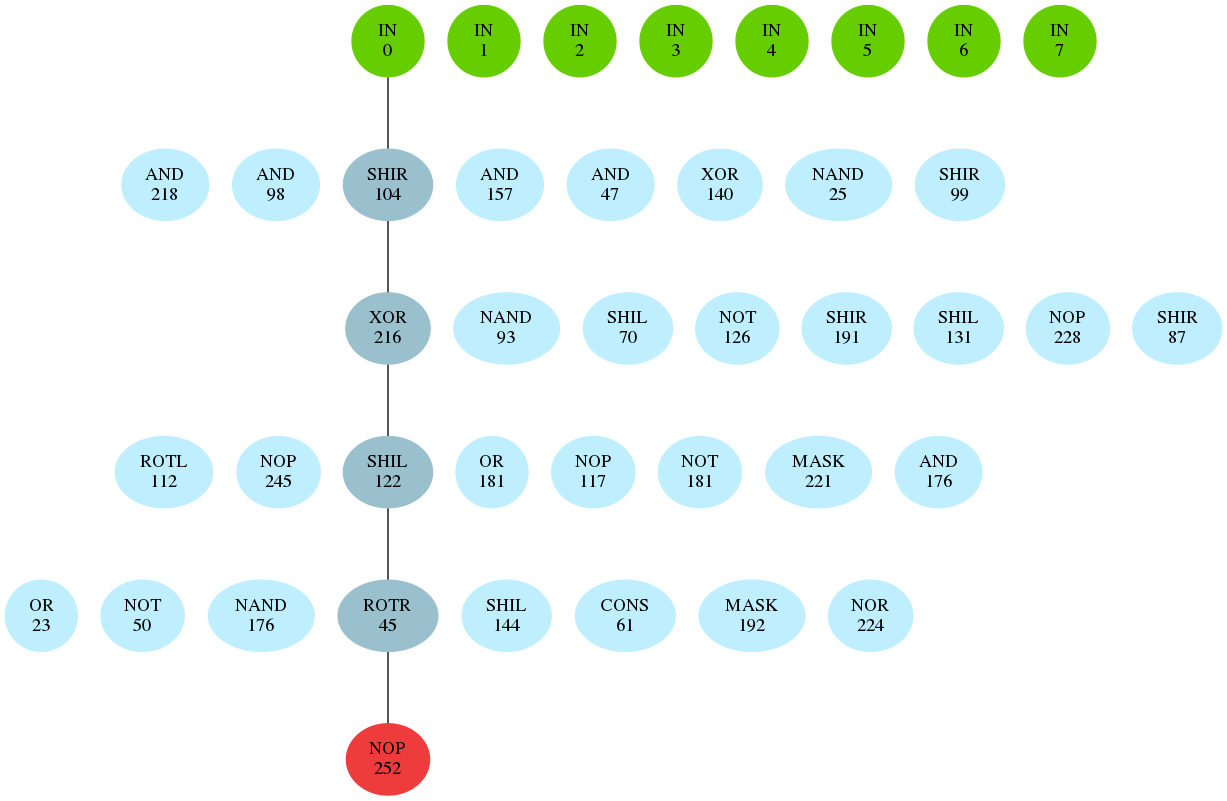 IN
0
IN
1
IN
2
IN
3
IN
4
IN
5
IN
6
IN
7
AND
218
AND
98
SHIR
104
AND
157
AND
47
XOR
140
NAND
25
SHIR
99
XOR
216
NAND
93
SHIL
70
NOT
126
SHIR
191
SHIL
131
NOP
228
SHIR
87
ROTL
112
NOP
245
SHIL
122
OR
181
NOP
117
NOT
181
MASK
221
AND
176
OR
23
NOT
50
NAND
176
ROTR
45
SHIL
144
CONS
61
MASK
192
NOR
224
NOP
252